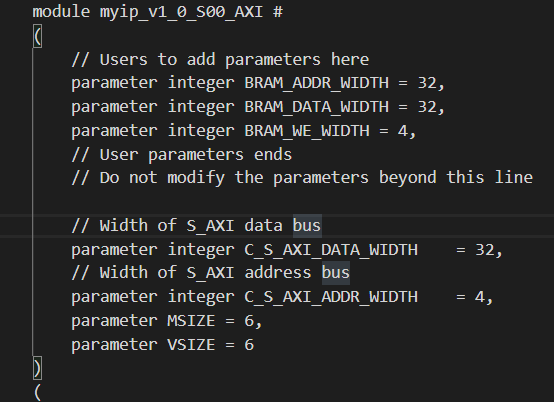 module myip_v1_0_S00_AXI #
(
// Users to add parameters here
parameter integer BRAM_ADDR_WIDTH = 32,
parameter integer BRAM_DATA_WIDTH = 32,
parameter integer BRAM_WE_WIDTH = 4,
// User parameters ends
// Do not modify the parameters beyond this line
// Width of S_AXI data bus
parameter integer C_S_AXI_DATA_WIDTH    = 32,
// Width of S_AXI address bus
parameter integer C_S_AXI_ADDR_WIDTH    = 4,
parameter MSIZE = 6,
parameter VSIZE = 6
)
(